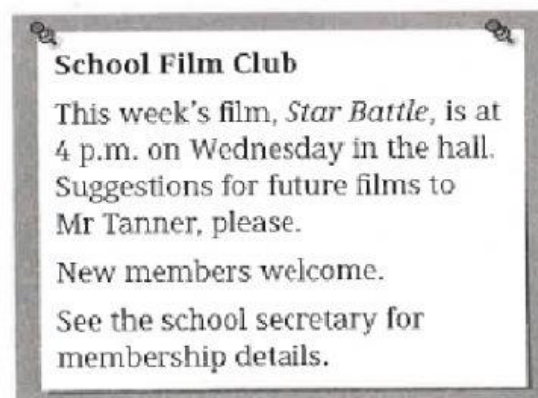 School Film Club
This week's film, Star Battle, is at
4 p.m. on Wednesday in the hall.
Suggestions for future films to
Mr Tanner, please.
New members welcome.
See the school secretary for
membership details.